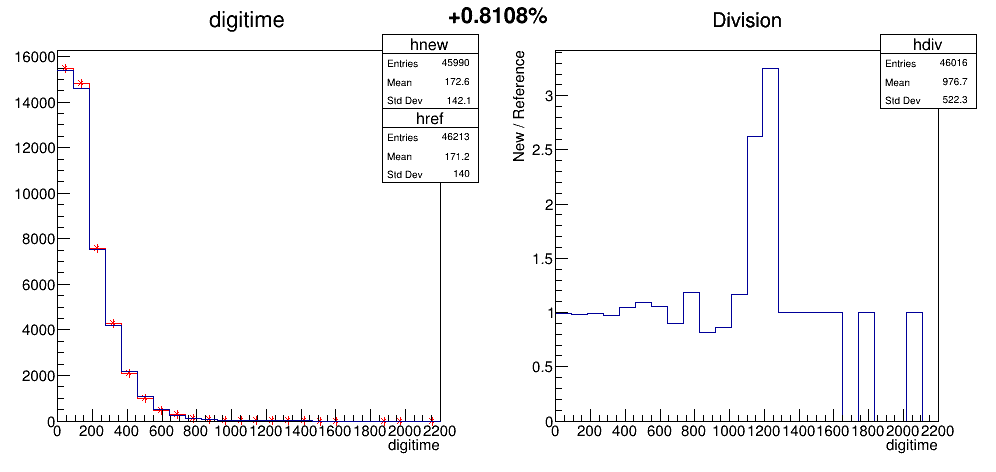 +0.8108%
digitime
hnew
Entries 45990
Mean 172.6
Std Dev 142.1
href
Entries 46213
Mean 171.2
Std Dev 140
16000
14000
12000
10000
8000
6000
4000
2000
0
0 200 400 600 800 1000 1200 1400 1600 1800 2000 2200
digitime
Division
hdiv
Entries 46016
Mean 976.7
Std Dev 522.3
New / Reference
3
2.5
2
1.5
1
0.5
0
0 200 400 600 800 1000 1200 1400 1600 1800 2000 2200
digitime